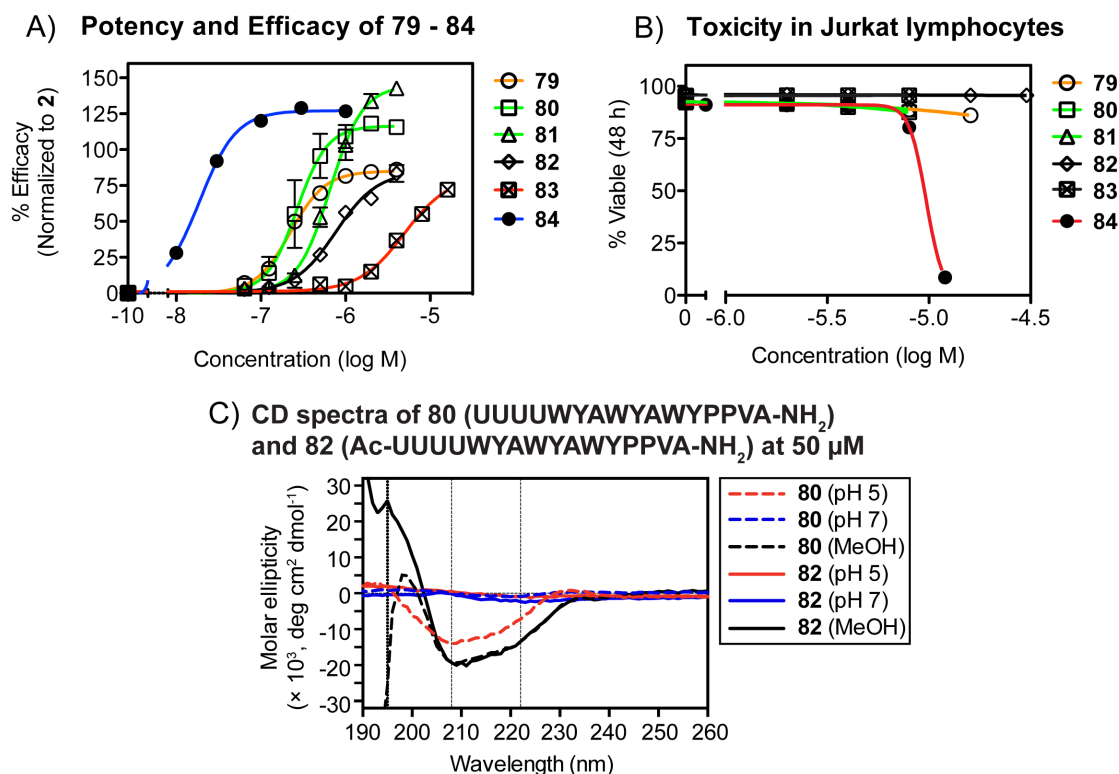 A) Potency and Efficacy of 79 - 84
% Efficacy
(Normalized to 2)
150
125
100
75
50
25
0
-10
-8
-7
-6
-5
Concentration (log M)
79
80
81
82
83
84
B) Toxicity in Jurkat lymphocytes
% Viable (48 h)
100
75
50
25
0
0
-6.0
-5.5
-5.0
-4.5
Concentration (log M)
79
80
81
82
83
84
C) CD spectra of 80 (UUUUWYAWYAWYPPVA-NH₂)
and 82 (Ac-UUUUWYAWYAWYPPVA-NH₂) at 50 µM
Molar ellipticity
(× 10³, deg cm² dmol⁻¹)
30
20
10
0
-10
-20
-30
190
200
210
220
230
240
250
260
Wavelength (nm)
80 (pH 5)
80 (pH 7)
80 (MeOH)
82 (pH 5)
82 (pH 7)
82 (MeOH)